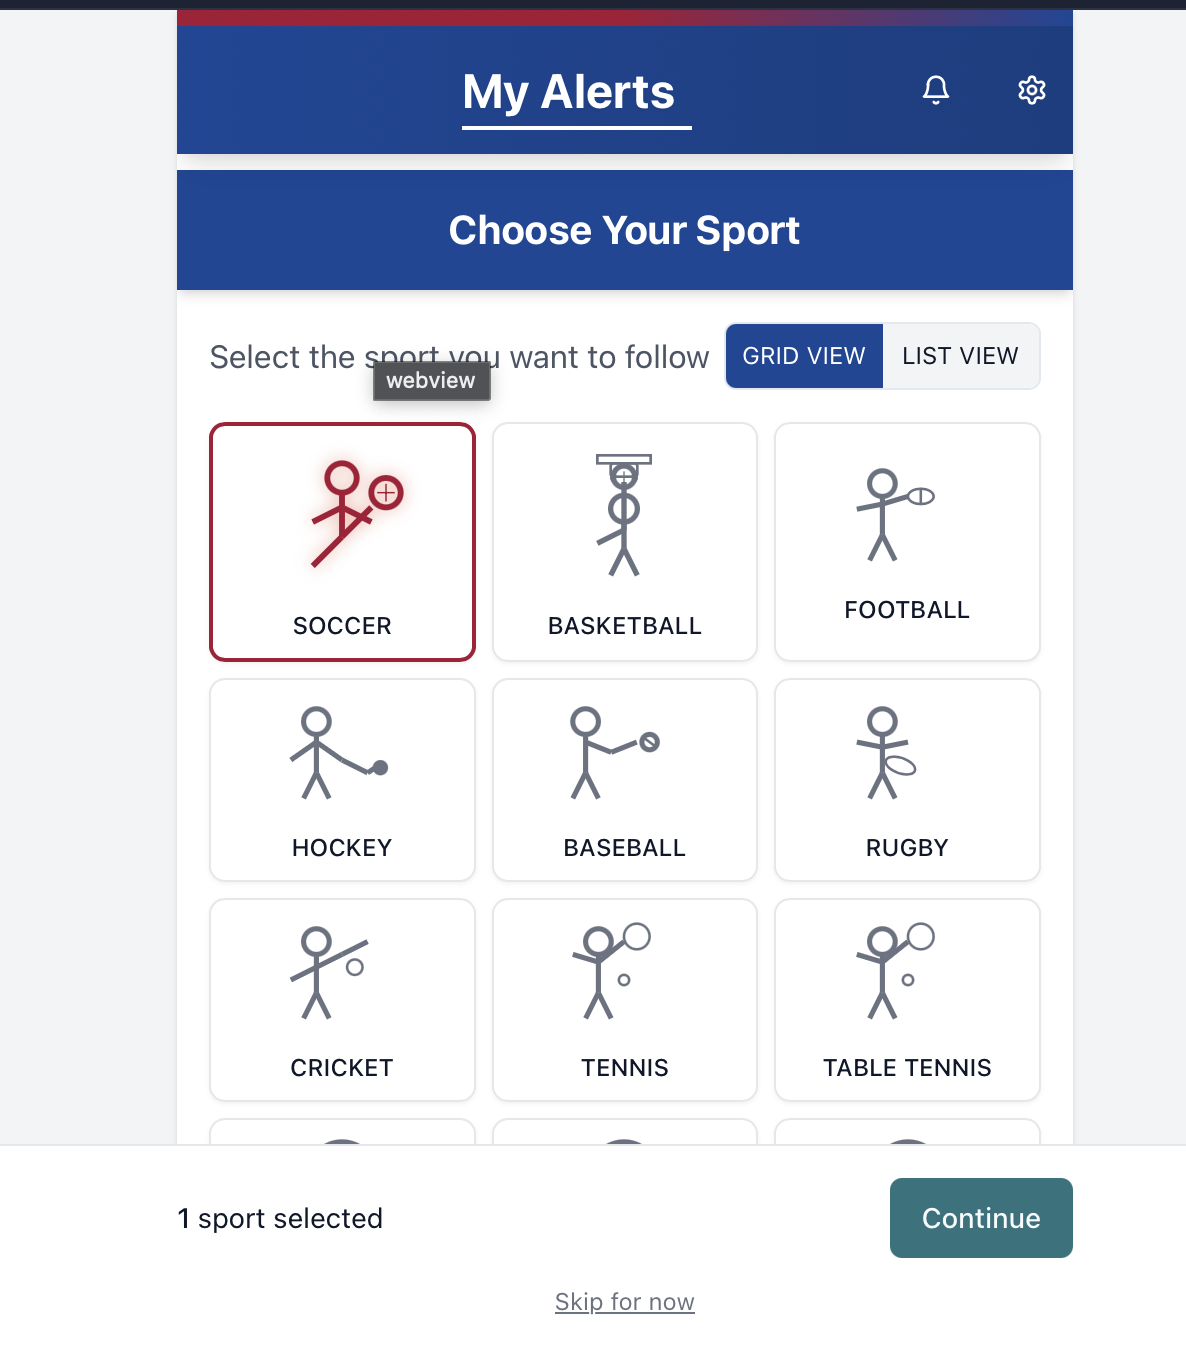 My Alerts
Choose Your Sport
Select the sport you want to follow
GRID VIEW
LIST VIEW
webview
SOCCER
BASKETBALL
FOOTBALL
HOCKEY
BASEBALL
RUGBY
CRICKET
TENNIS
TABLE TENNIS
1 sport selected
Continue
Skip for now